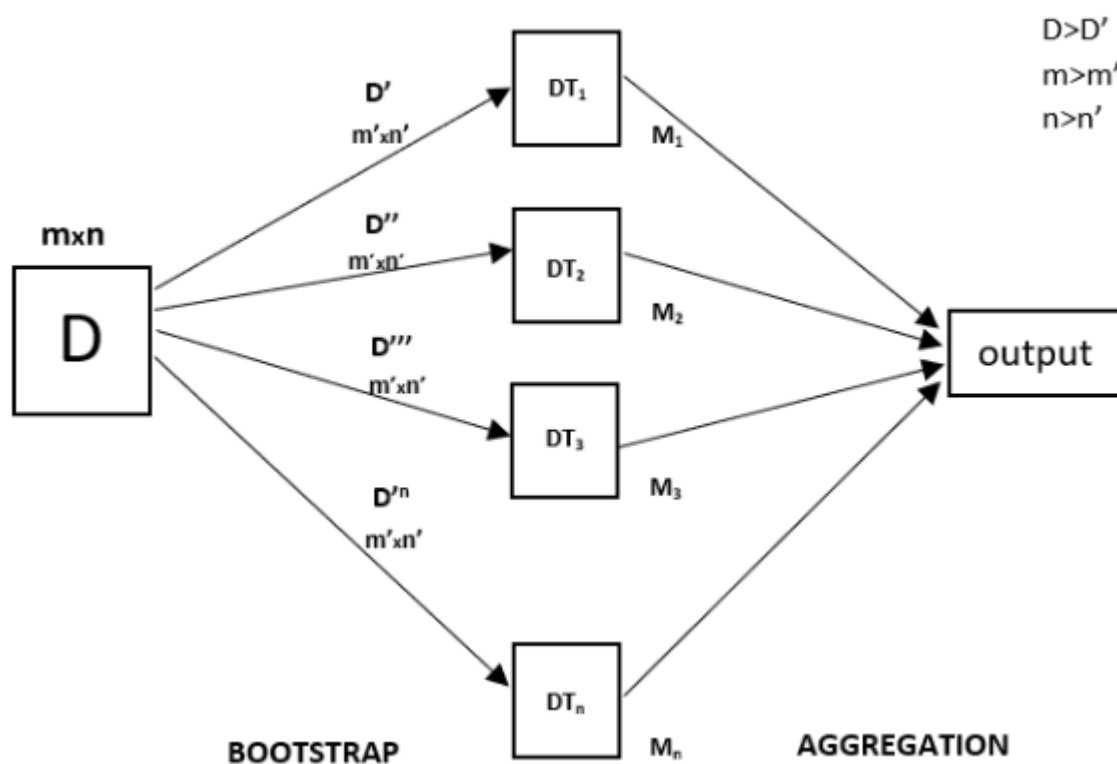 D>D'
m>m'
n>n'
D'
m'xn'
DT₁
M₁
mxn
D
D''
m'xn'
DT₂
M₂
D'''
m'xn'
DT₃
M₃
output
D'ⁿ
m'xn'
DTₙ
Mₙ
BOOTSTRAP
AGGREGATION